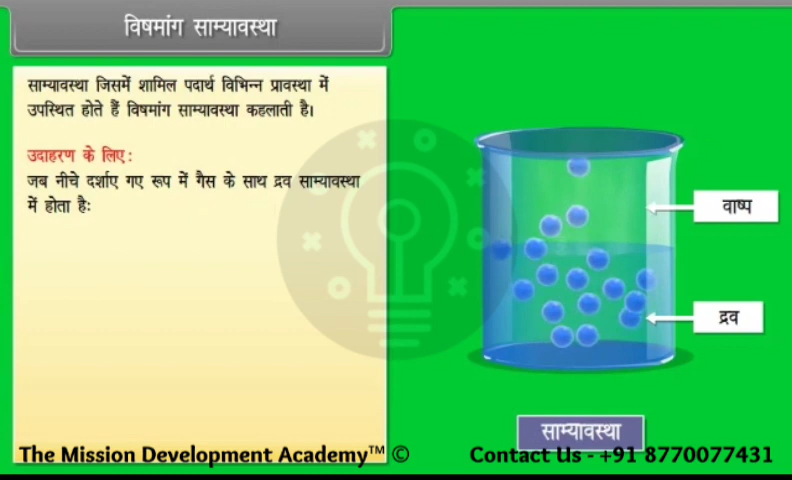 विषमांग साम्यावस्था
साम्यावस्था जिसमें शामिल पदार्थ विभिन्न प्रावस्था में
उपस्थित होते हैं विषमांग साम्यावस्था कहलाती है।
उदाहरण के लिए:
जब नीचे दर्शाए गए रूप में गैस के साथ द्रव साम्यावस्था
में होता है:
वाष्प
द्रव
साम्यावस्था
The Mission Development Academy™ ©
Contact Us - +91 8770077431